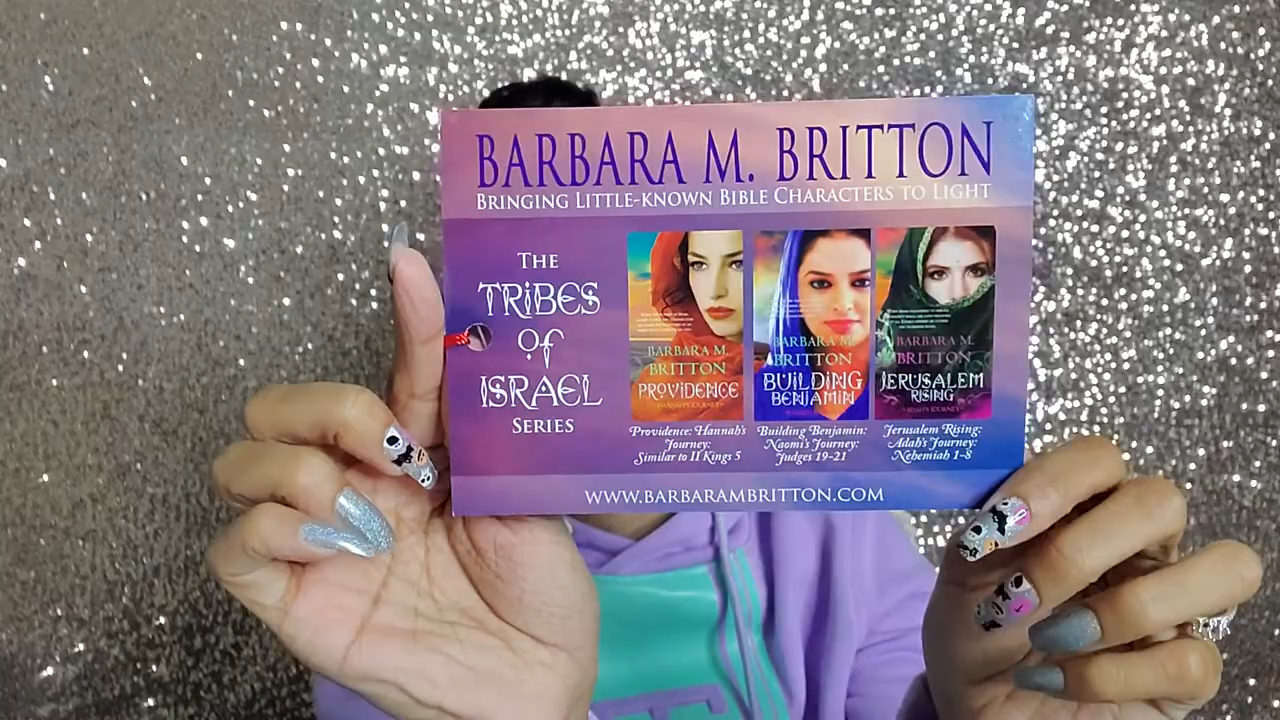 BARBARA M. BRITTON
BRINGING LITTLE-KNOWN BIBLE CHARACTERS TO LIGHT
THE
TRIBES
OF
ISRAEL
SERIES
BARBARA M.
BRITTON
PROVIDENCE
BARBARA M.
BRITTON
BUILDING
BENJAMIN
BARBARA M.
BRITTON
JERUSALEM
RISING
Providence: Hannah's
Journey:
Similar to II Kings 5
Building Benjamin:
Naomi's Journey:
Judges 19-21
Jerusalem Rising:
Adah's Journey:
Nehemiah 1-8
WWW.BARBARAMBRITTON.COM